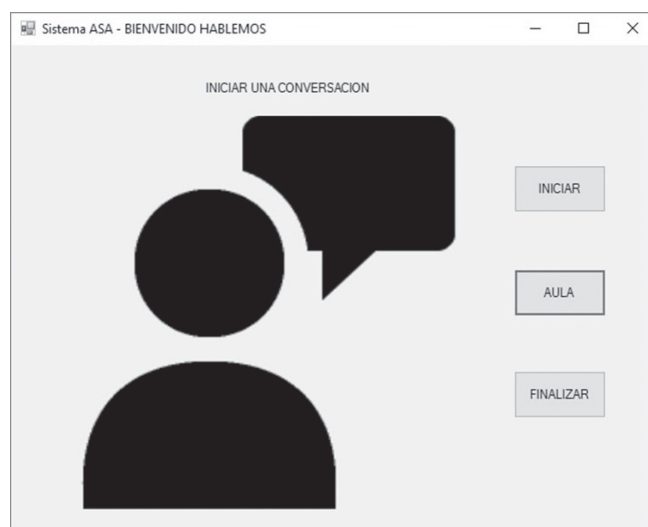 Sistema ASA - BIENVENIDO HABLEMOS
INICIAR UNA CONVERSACION
INICIAR
AULA
FINALIZAR